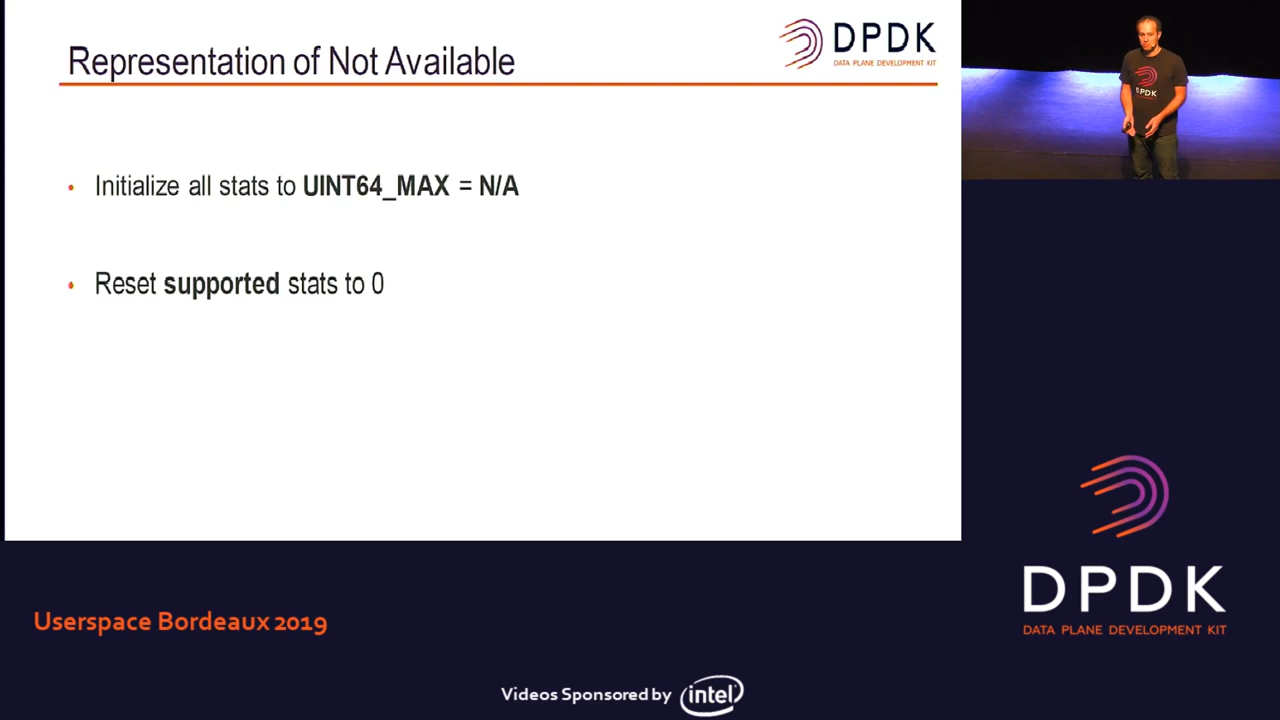 Representation of Not Available
DPDK
DATA PLANE DEVELOPMENT KIT
• Initialize all stats to UINT64_MAX = N/A
• Reset supported stats to 0
DPDK
DPDK
DATA PLANE DEVELOPMENT KIT
Userspace Bordeaux 2019
Videos Sponsored by intel